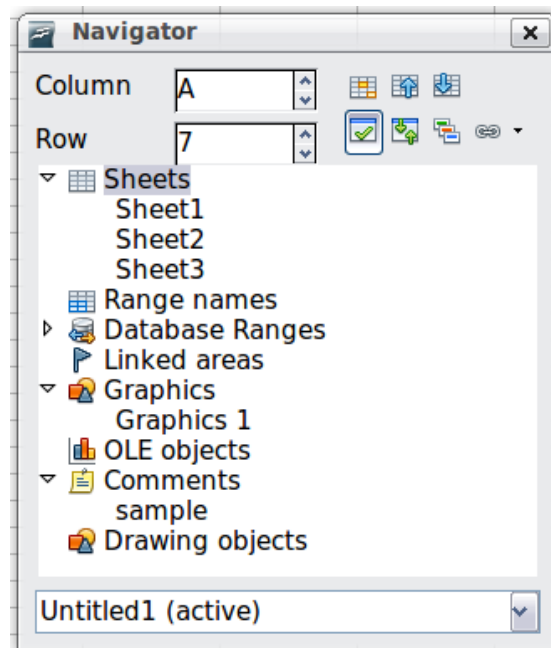 Navigator
Column A
Row 7
Sheets
Sheet1
Sheet2
Sheet3
Range names
Database Ranges
Linked areas
Graphics
Graphics 1
OLE objects
Comments
sample
Drawing objects
Untitled1 (active)